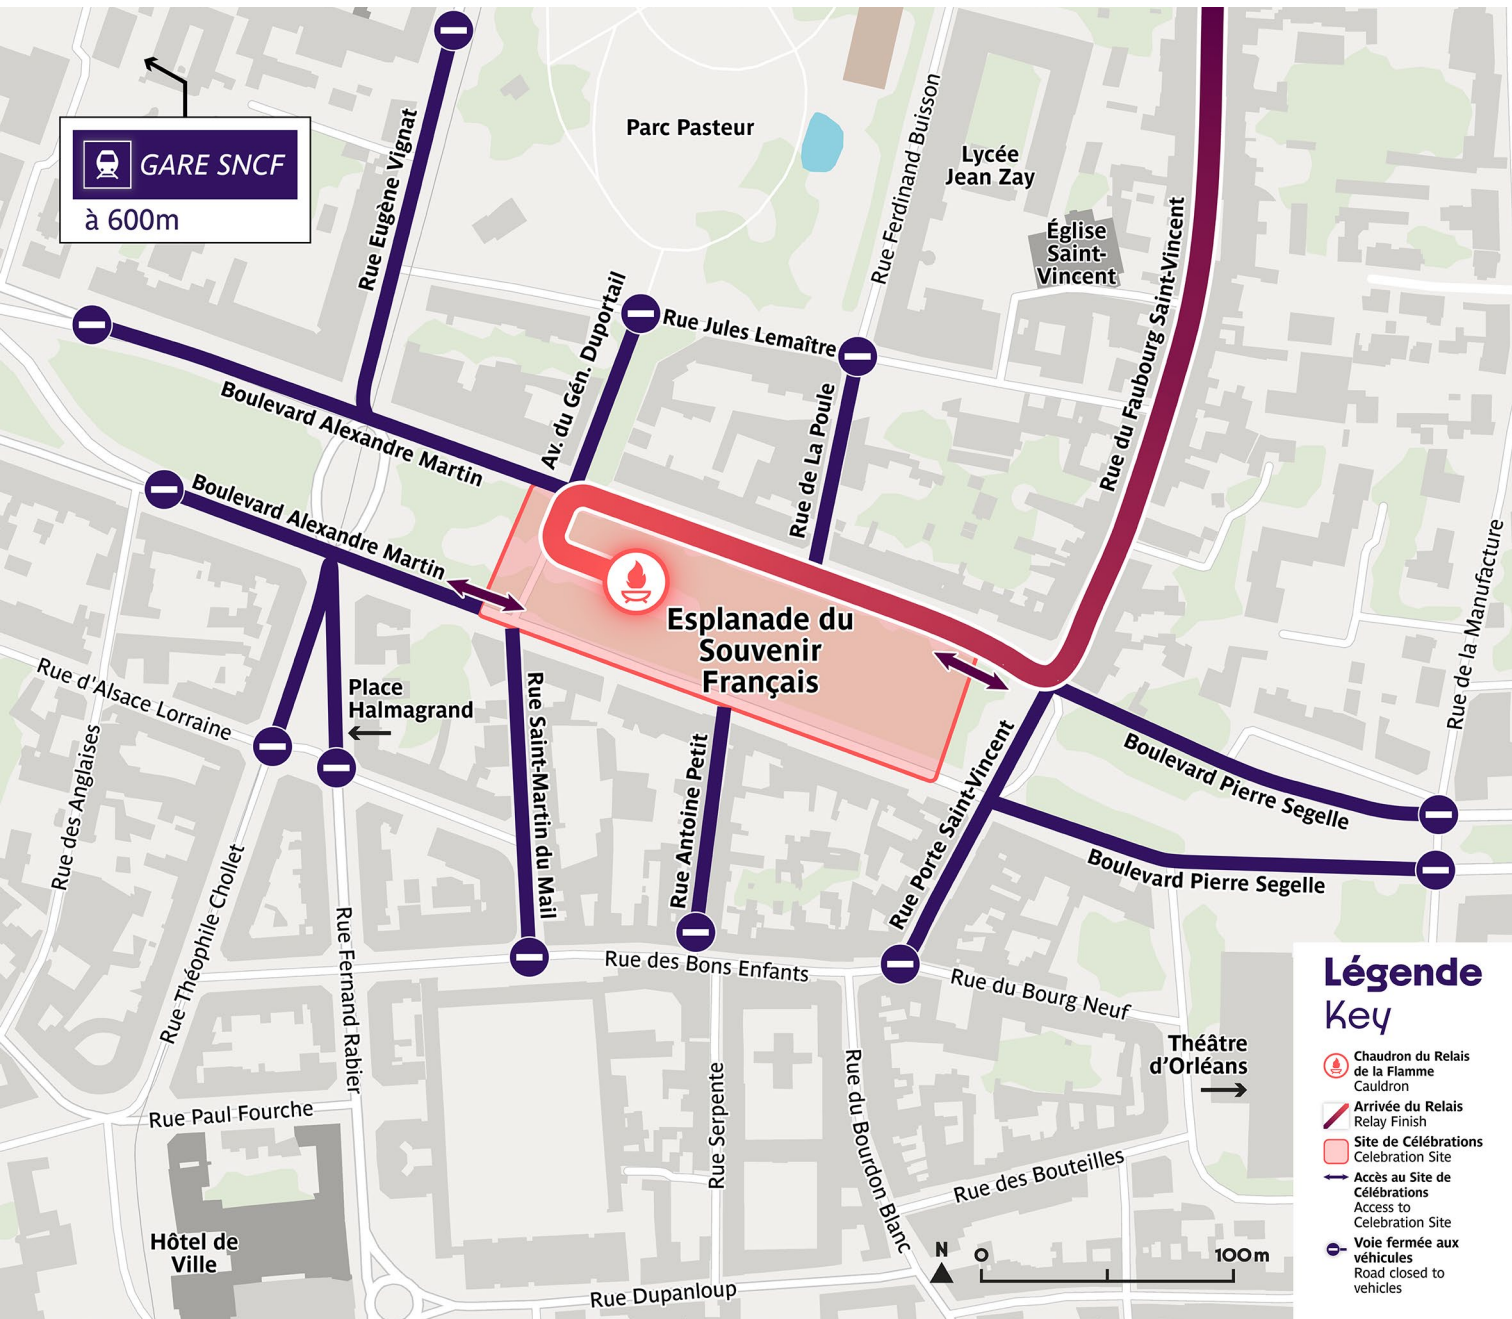 GARE SNCF
à 600m
Rue Eugène Vignat
Parc Pasteur
Rue Ferdinand Buisson
Lycée
Jean Zay
Église
Saint-
Vincent
Rue du Faubourg Saint-Vincent
Av. du Gén. Duportail
Rue Jules Lemaître
Boulevard Alexandre Martin
Rue de La Poule
Boulevard Alexandre Martin
Esplanade du
Souvenir
Français
Rue de la Manufacture
Rue d'Alsace Lorraine
Place
Halmagrand
Rue des Anglaises
Rue Saint-Martin du Mail
Rue Antoine Petit
Rue Porte Saint-Vincent
Boulevard Pierre Segelle
Boulevard Pierre Segelle
Rue Théophile Chollet
Rue Fernand Rabier
Rue des Bons Enfants
Rue du Bourg Neuf
Théâtre
d'Orléans
Rue Paul Fourche
Rue Serpente
Rue du Bourdon Blanc
Rue des Bouteilles
Hôtel de
Ville
Rue Dupanloup
N
0
100m
Légende
Key
Chaudron du Relais
de la Flamme
Cauldron
Arrivée du Relais
Relay Finish
Site de Célébrations
Celebration Site
Accès au Site de
Célébrations
Access to
Celebration Site
Voie fermée aux
véhicules
Road closed to
vehicles